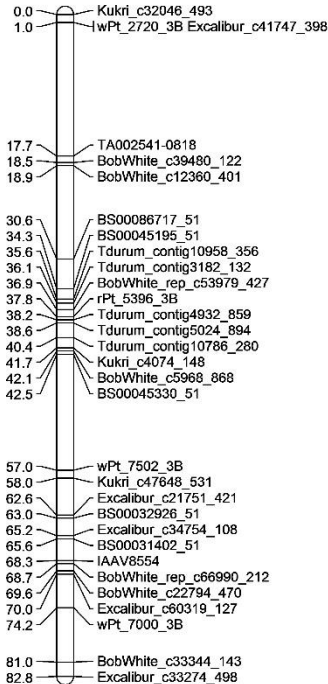 0.0 Kukri_c32046_493
1.0 wPt_2720_3B Excalibur_c41747_398
17.7 TA002541-0818
18.5 BobWhite_c39480_122
18.9 BobWhite_c12360_401
30.6 BS00086717_51
34.3 BS00045195_51
35.6 Tdurum_contig10958_356
36.1 Tdurum_contig3182_132
36.9 BobWhite_rep_c53979_427
37.8 rPt_5396_3B
38.2 Tdurum_contig4932_859
38.6 Tdurum_contig5024_894
40.4 Tdurum_contig10786_280
41.7 Kukri_c4074_148
42.1 BobWhite_c5968_868
42.5 BS00045330_51
57.0 wPt_7502_3B
58.0 Kukri_c47648_531
62.6 Excalibur_c21751_421
63.0 BS00032926_51
65.2 Excalibur_c34754_108
65.6 BS00031402_51
68.3 IAAV8554
68.7 BobWhite_rep_c66990_212
69.6 BobWhite_c22794_470
70.0 Excalibur_c60319_127
74.2 wPt_7000_3B
81.0 BobWhite_c33344_143
82.8 Excalibur_c33274_498